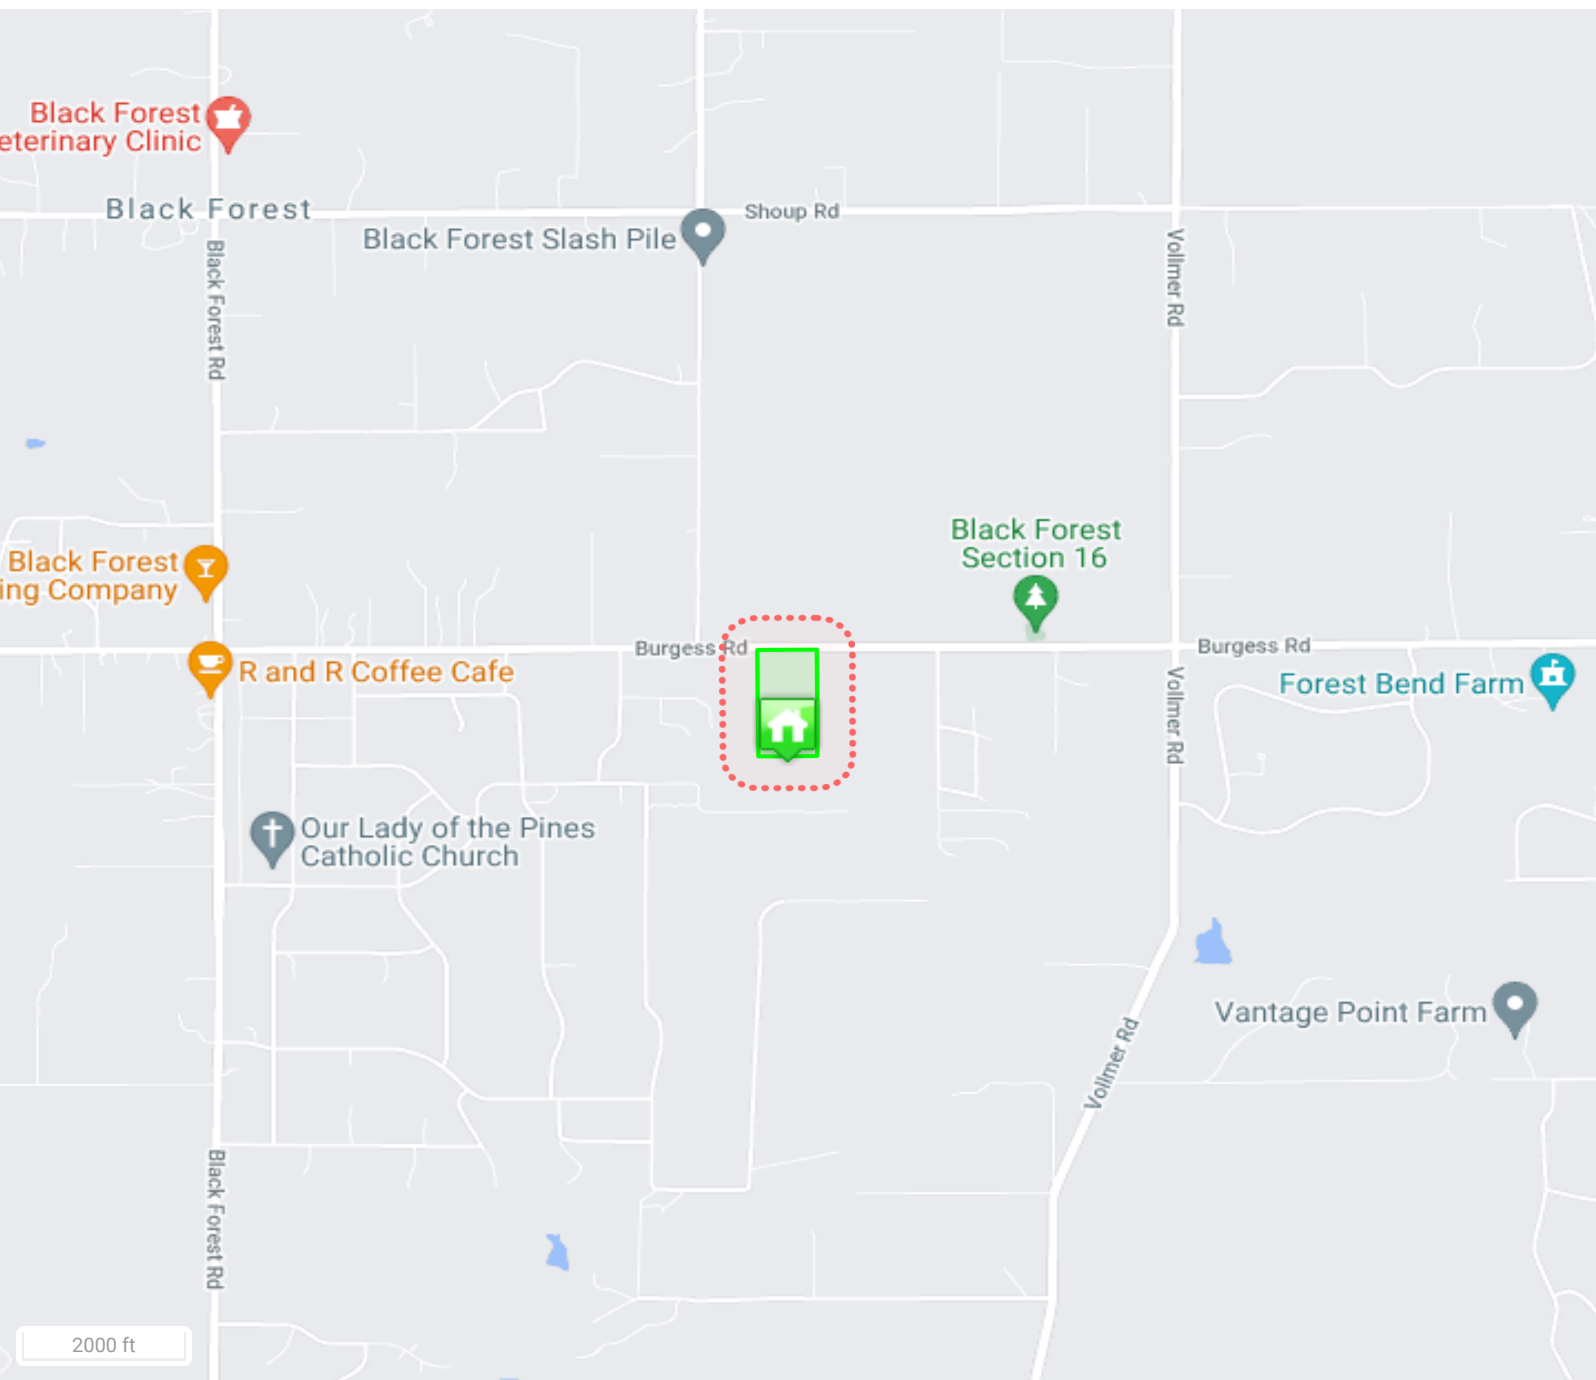 Black Forest
eterinary Clinic
Black Forest
Shoup Rd
Black Forest Slash Pile
Black Forest Rd
Vollmer Rd
Black Forest
Section 16
Black Forest
ing Company
Burgess Rd
Burgess Rd
R and R Coffee Cafe
Forest Bend Farm
Vollmer Rd
Our Lady of the Pines
Catholic Church
Vantage Point Farm
Vollmer Rd
Black Forest Rd
2000 ft